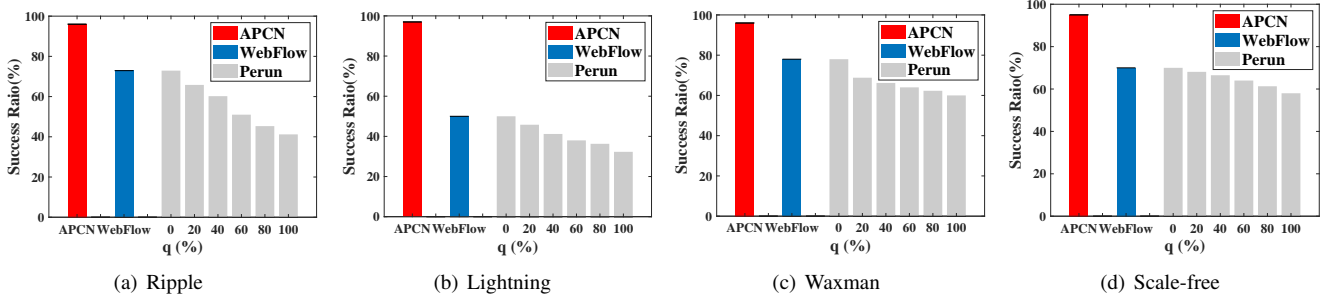 100
80
60
40
20
0
Success Raio(%)
APCN
WebFlow
Perun
APCN WebFlow 0 20 40 60 80 100
q (%)
(a) Ripple
100
80
60
40
20
0
Success Raio(%)
APCN
WebFlow
Perun
APCN WebFlow 0 20 40 60 80 100
q (%)
(b) Lightning
100
80
60
40
20
0
Success Raio(%)
APCN
WebFlow
Perun
APCN WebFlow 0 20 40 60 80 100
q (%)
(c) Waxman
100
80
60
40
20
0
Success Raio(%)
APCN
WebFlow
Perun
APCN WebFlow 0 20 40 60 80 100
q (%)
(d) Scale-free